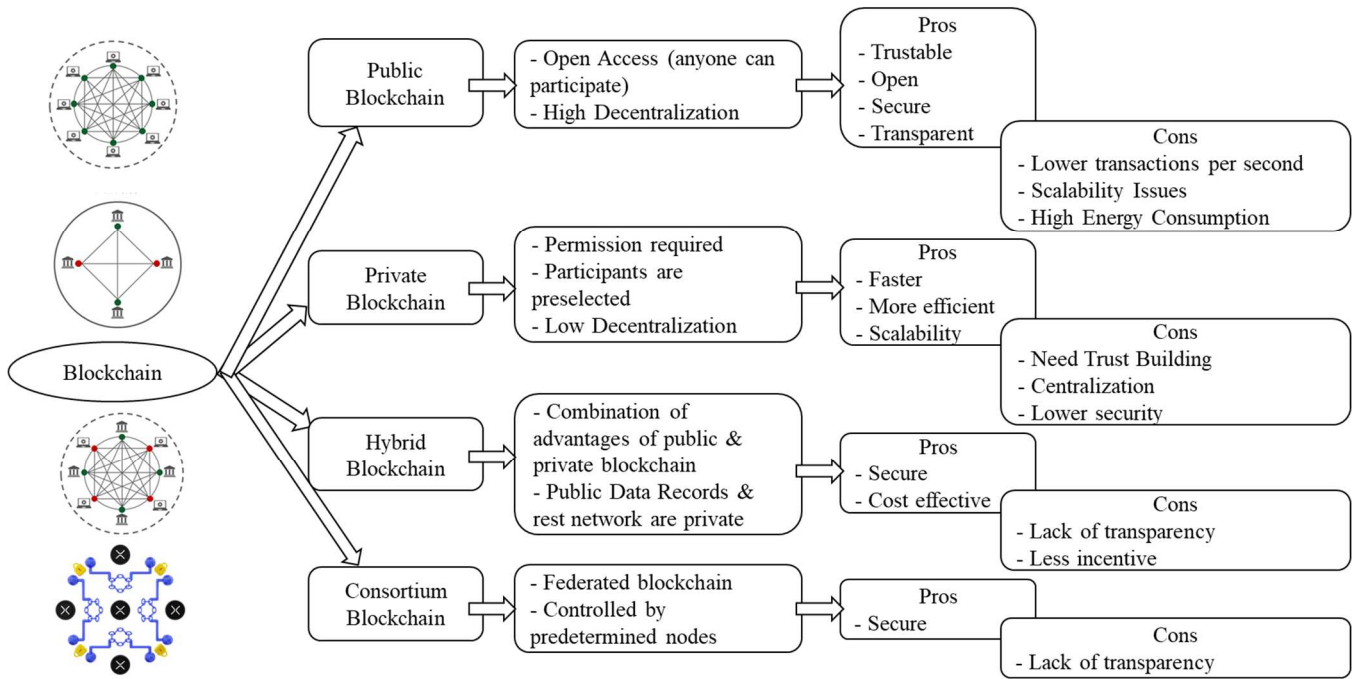 Public
Blockchain
- Open Access (anyone can
participate)
- High Decentralization
Pros
- Trustable
- Open
- Secure
- Transparent
Cons
- Lower transactions per second
- Scalability Issues
- High Energy Consumption
Private
Blockchain
- Permission required
- Participants are
preselected
- Low Decentralization
Pros
- Faster
- More efficient
- Scalability
Cons
- Need Trust Building
- Centralization
- Lower security
Blockchain
Hybrid
Blockchain
- Combination of
advantages of public &
private blockchain
- Public Data Records &
rest network are private
Pros
- Secure
- Cost effective
Cons
- Lack of transparency
- Less incentive
Consortium
Blockchain
- Federated blockchain
- Controlled by
predetermined nodes
Pros
- Secure
Cons
- Lack of transparency